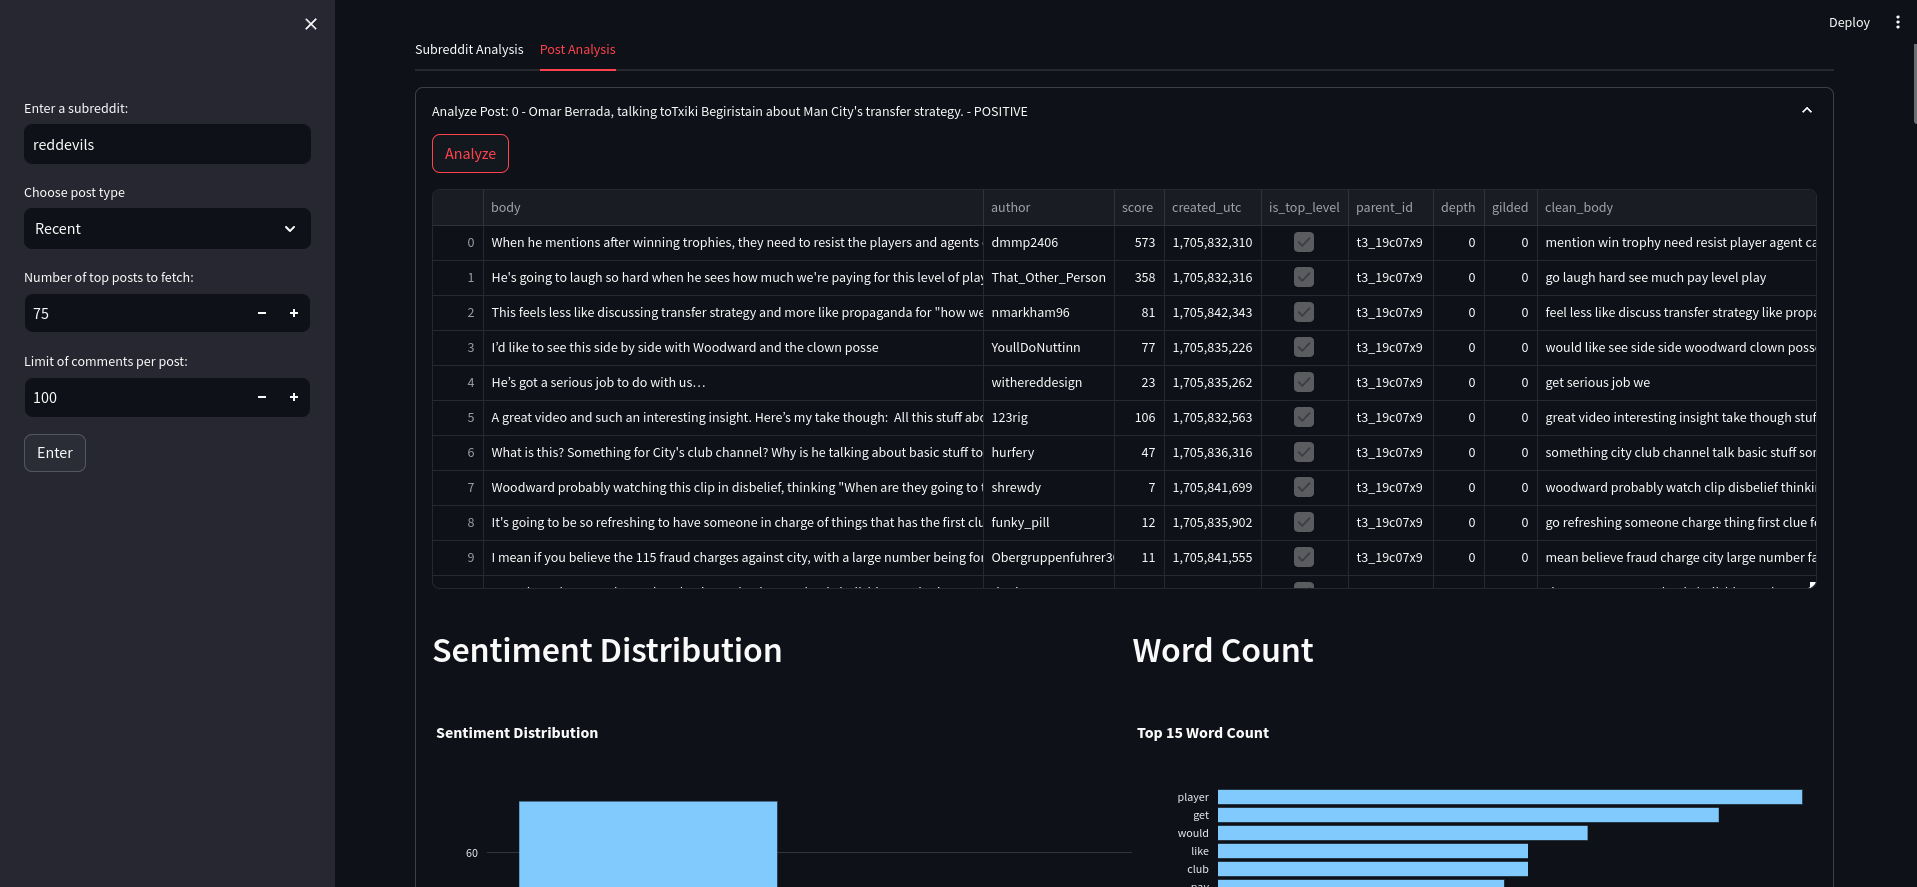 Deploy
Subreddit Analysis Post Analysis
Enter a subreddit:
reddevils
Choose post type
Recent
Number of top posts to fetch:
75
Limit of comments per post:
100
Enter
Analyze Post: 0 - Omar Berrada, talking toTxiki Begiristain about Man City's transfer strategy. - POSITIVE
Analyze
body author score created_utc is_top_level parent_id depth gilded clean_body
0 When he mentions after winning trophies, they need to resist the players and agents dmmp2406 573 1,705,832,310 t3_19c07x9 0 0 mention win trophy need resist player agent ca
1 He's going to laugh so hard when he sees how much we're paying for this level of play That_Other_Person 358 1,705,832,316 t3_19c07x9 0 0 go laugh hard see much pay level play
2 This feels less like discussing transfer strategy and more like propaganda for "how we nmarkham96 81 1,705,842,343 t3_19c07x9 0 0 feel less like discuss transfer strategy like propa
3 I'd like to see this side by side with Woodward and the clown posse YoullDoNuttinn 77 1,705,835,226 t3_19c07x9 0 0 would like see side side woodward clown poss
4 He's got a serious job to do with us… withereddesign 23 1,705,835,262 t3_19c07x9 0 0 get serious job we
5 A great video and such an interesting insight. Here's my take though: All this stuff abo 123rig 106 1,705,832,563 t3_19c07x9 0 0 great video interesting insight take though stuf
6 What is this? Something for City's club channel? Why is he talking about basic stuff to hurfery 47 1,705,836,316 t3_19c07x9 0 0 something city club channel talk basic stuff sor
7 Woodward probably watching this clip in disbelief, thinking "When are they going to t shrewdy 7 1,705,841,699 t3_19c07x9 0 0 woodward probably watch clip disbelief thinki
8 It's going to be so refreshing to have someone in charge of things that has the first clu funky_pill 12 1,705,835,902 t3_19c07x9 0 0 go refreshing someone charge thing first clue f
9 I mean if you believe the 115 fraud charges against city, with a large number being for Obergruppenfuhrer3 11 1,705,841,555 t3_19c07x9 0 0 mean believe fraud charge city large number fa
Sentiment Distribution
Word Count
Sentiment Distribution
Top 15 Word Count
60
player
get
would
like
club